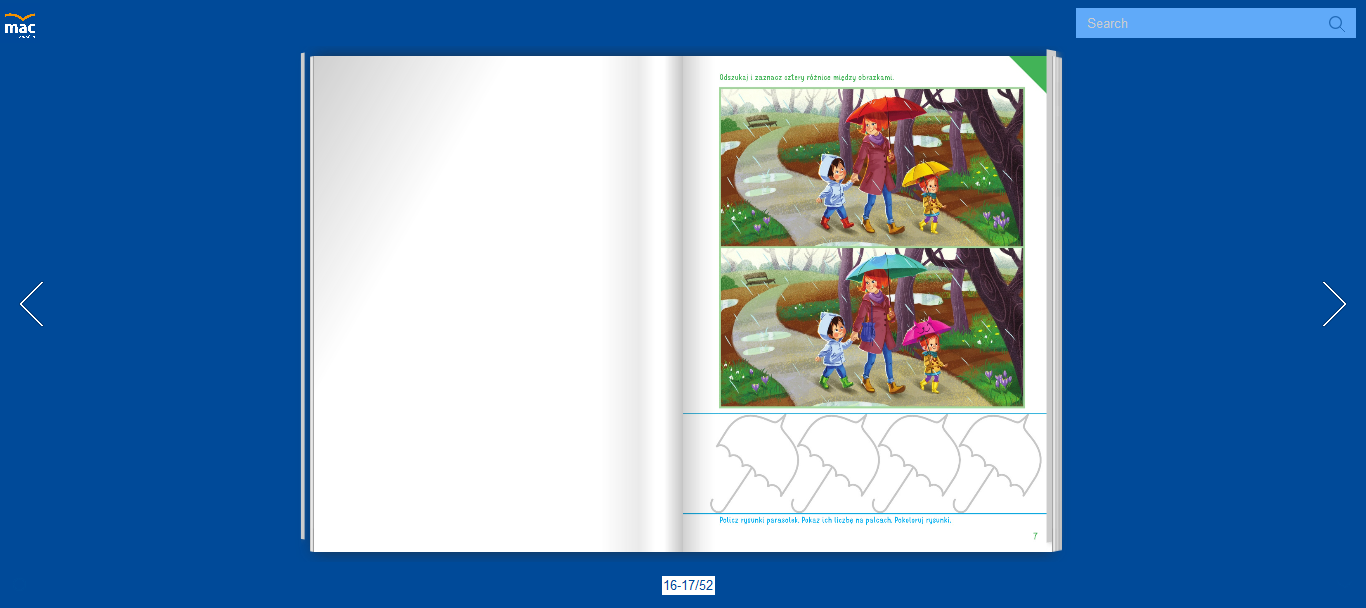 mac
Search
Odszukaj i zaznacz cztery różnice między obrazkami.
Policz rysunki parasolek. Pokaż ich liczbę na palcach. Pokoloruj rysunki.
7
16-17/52